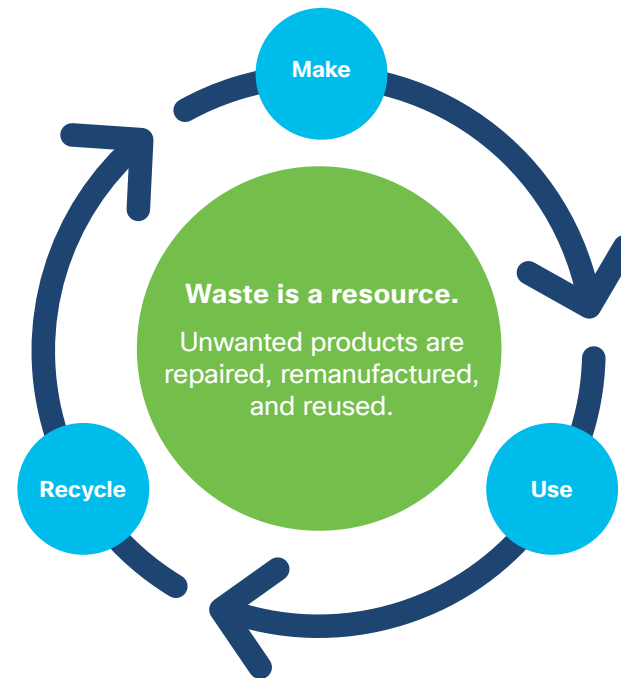 Make
Waste is a resource.
Unwanted products are
repaired, remanufactured,
and reused.
Recycle
Use